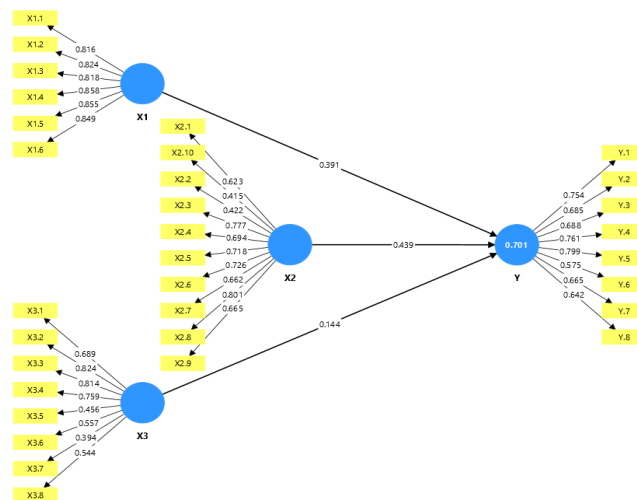 X1.1
X1.2
X1.3
X1.4
X1.5
X1.6
0.816
0.824
0.818
0.858
0.855
0.849
X1
X2.1
X2.10
X2.2
X2.3
X2.4
X2.5
X2.6
X2.7
X2.8
X2.9
0.623
0.415
0.422
0.777
0.694
0.718
0.726
0.662
0.801
0.665
X2
X3.1
X3.2
X3.3
X3.4
X3.5
X3.6
X3.7
X3.8
0.689
0.824
0.814
0.759
0.456
0.557
0.394
0.544
X3
0.391
0.439
0.144
0.701
Y
0.754
0.685
0.688
0.761
0.799
0.575
0.665
0.642
Y.1
Y.2
Y.3
Y.4
Y.5
Y.6
Y.7
Y.8